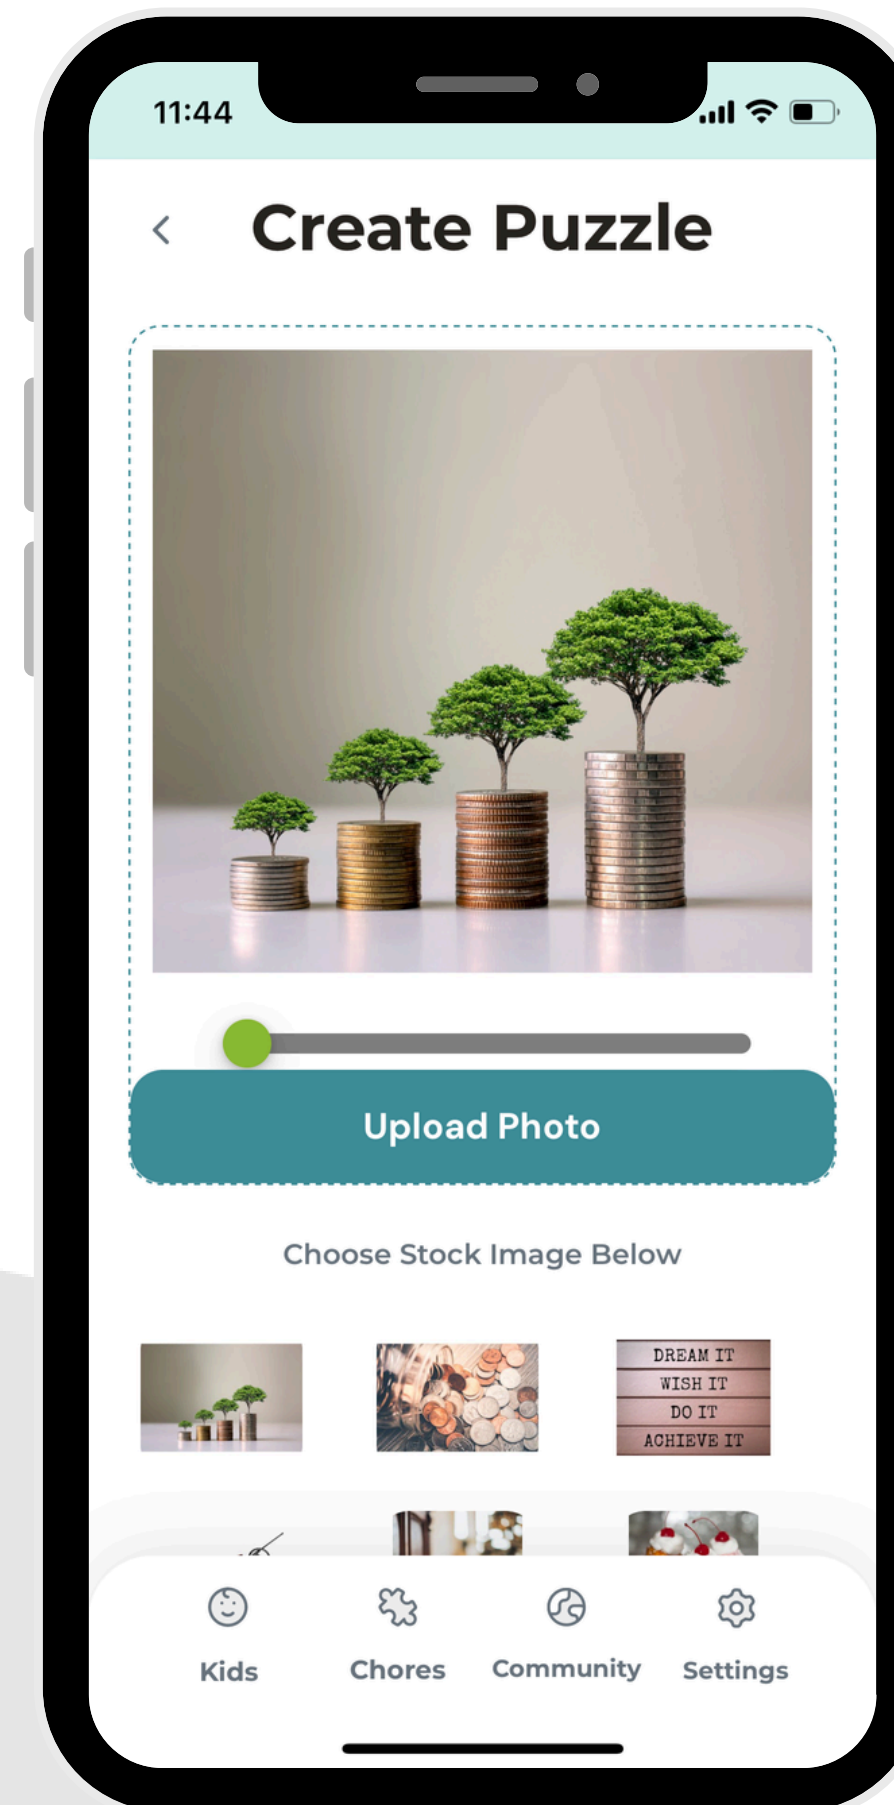 11:44
Create Puzzle
Upload Photo
Choose Stock Image Below
DREAM IT
WISH IT
DO IT
ACHIEVE IT
Kids
Chores
Community
Settings